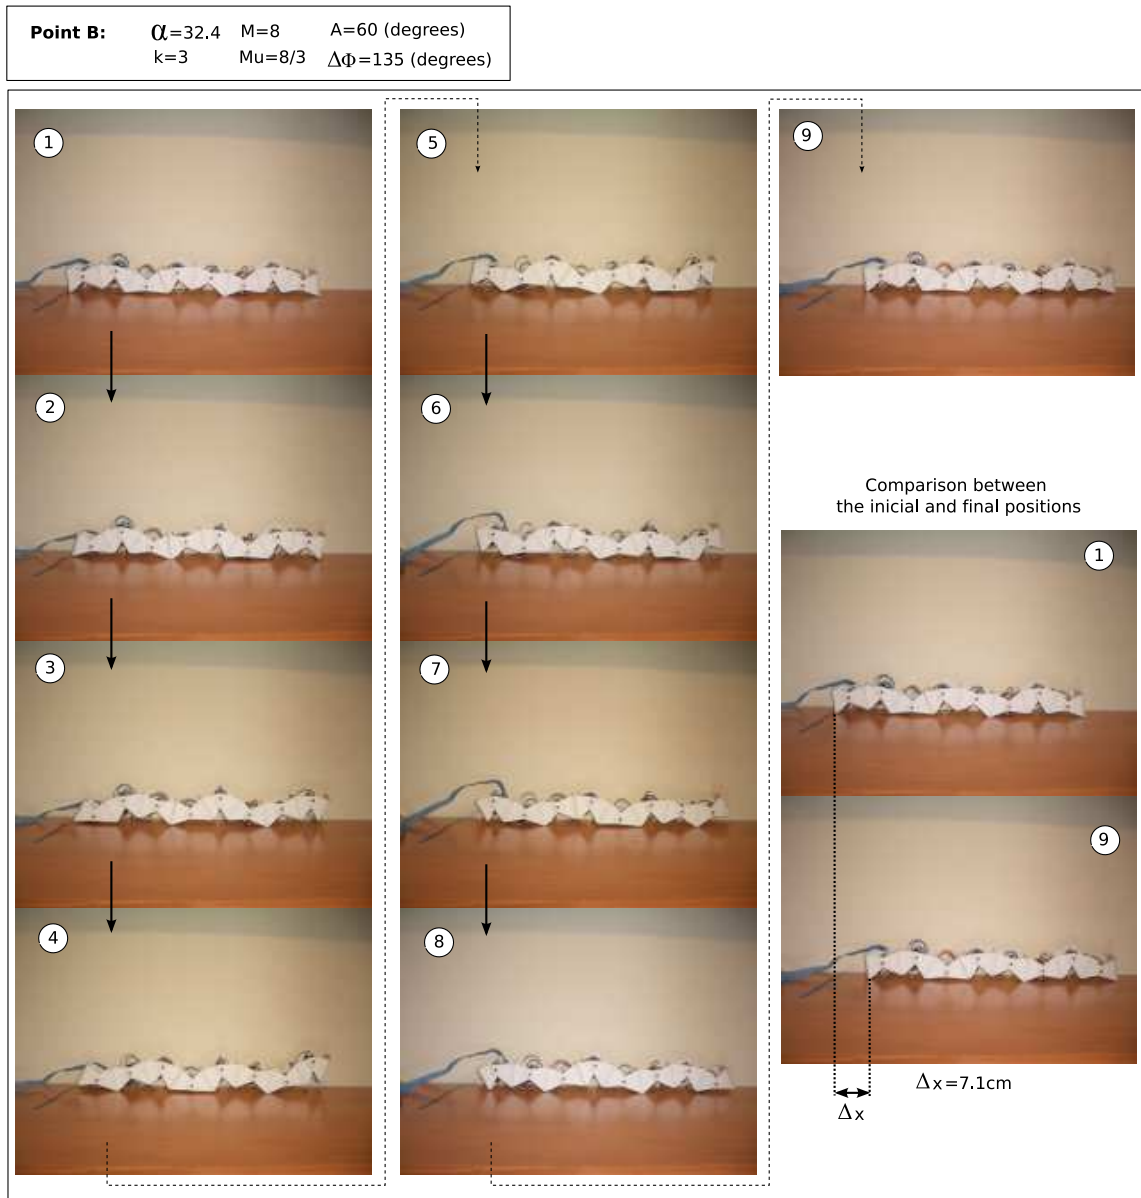 Point B: α=32.4 M=8 A=60 (degrees)
k=3 Mu=8/3 ΔΦ=135 (degrees)
1
2
3
4
5
6
7
8
9
Comparison between
the inicial and final positions
1
9
Δx=7.1cm
Δx